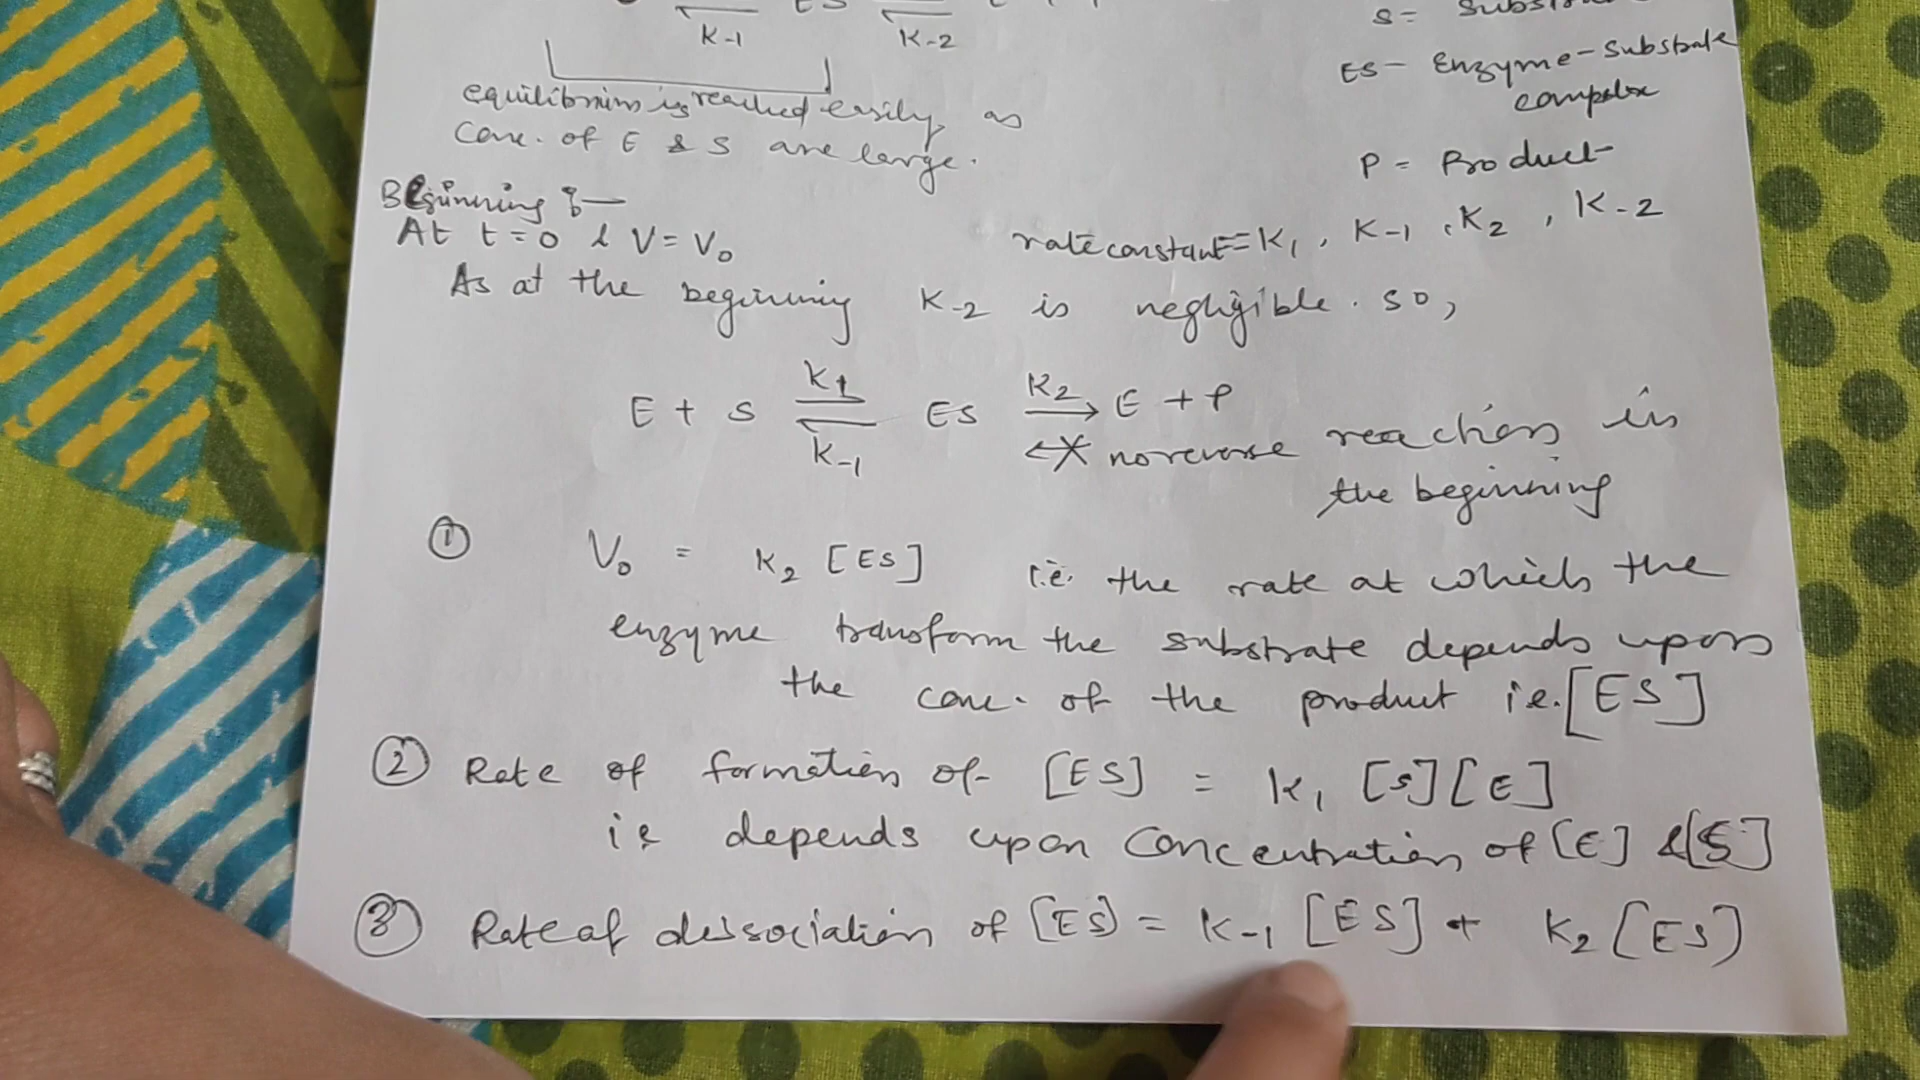 K-1 K-2
S = Substrate
ES - Enzyme-Substrate
complex
equilibrium is reached easily as
conc. of E & S are large.
P = Product
Beginning :-
At t=0 & V = V₀
rate constant = K₁, K-1, K₂, K-2
As at the beginning K-2 is negligible. So,
K₁ K₂
E + S ⇌ ES → E + P
K-1
no reverse reaction in
the beginning
① V₀ = K₂ [ES] i.e. the rate at which the
enzyme transform the substrate depends upon
the conc. of the product i.e. [ES]
② Rate of formation of [ES] = K₁ [S][E]
ie depends upon Concentration of [E] & [S]
③ Rate of dessociation of [ES] = K-1 [ES] + K₂ [ES]